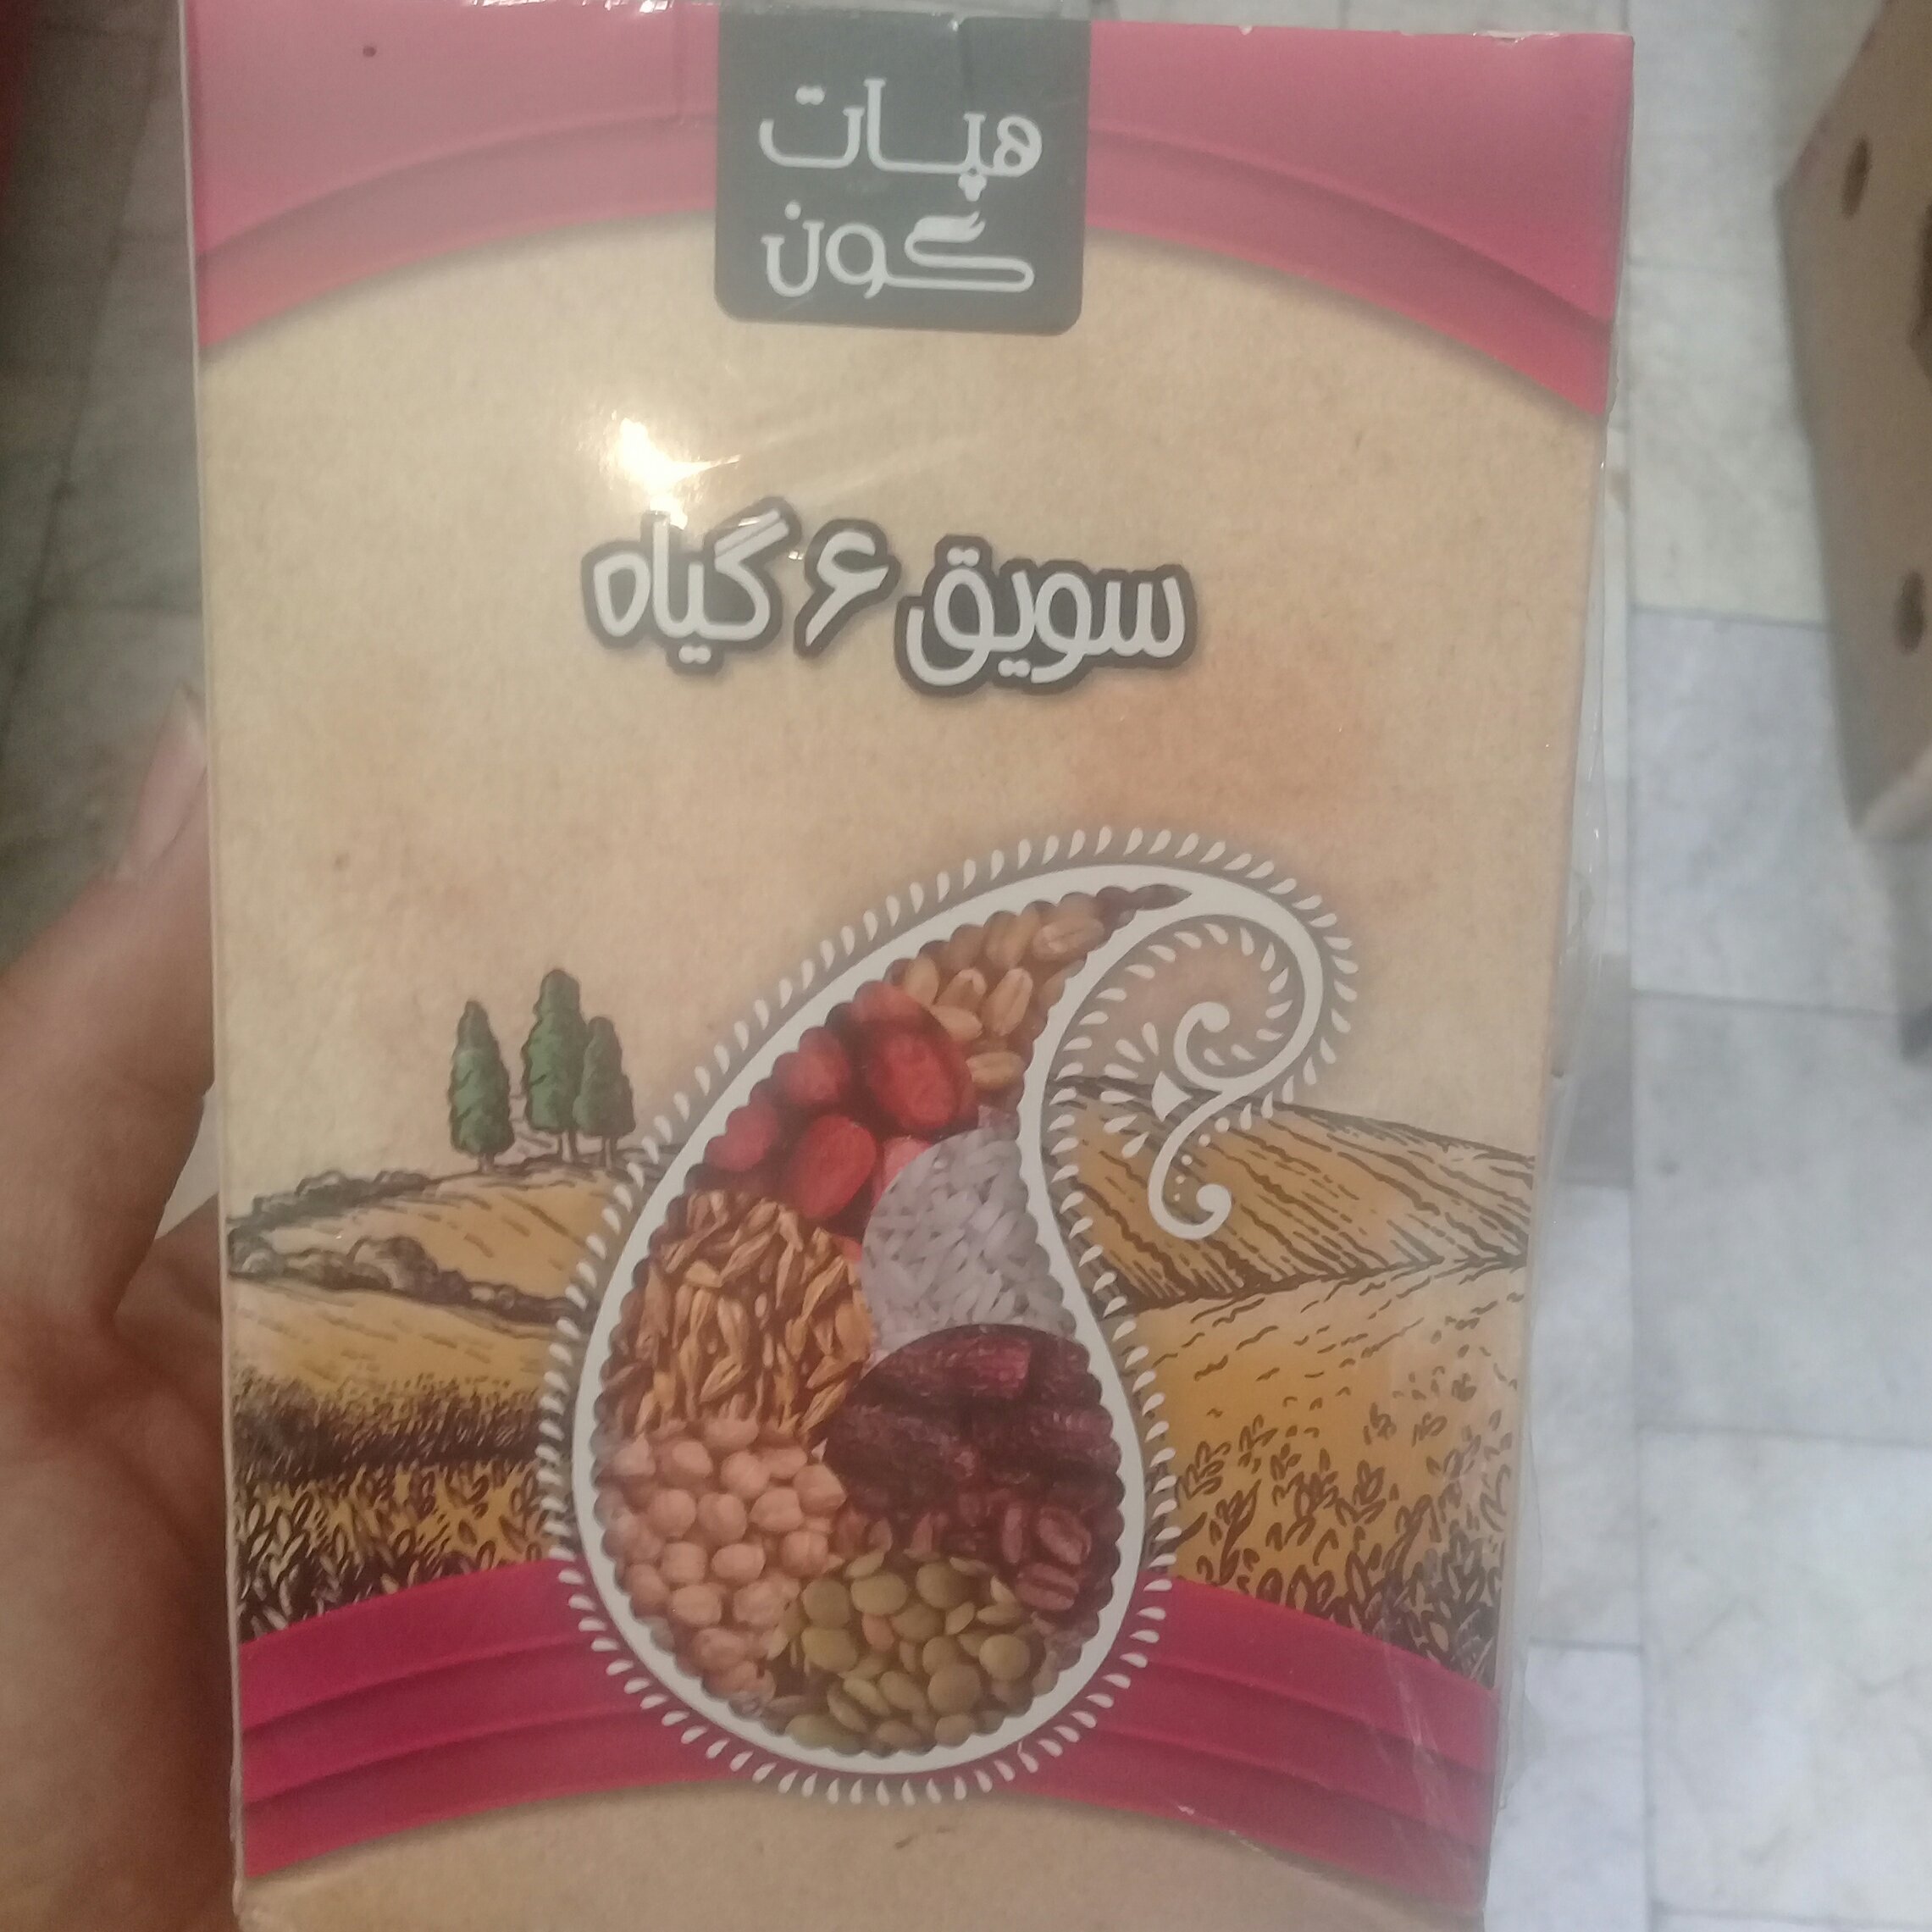 هپات
گون
سویق ۶ گیاه